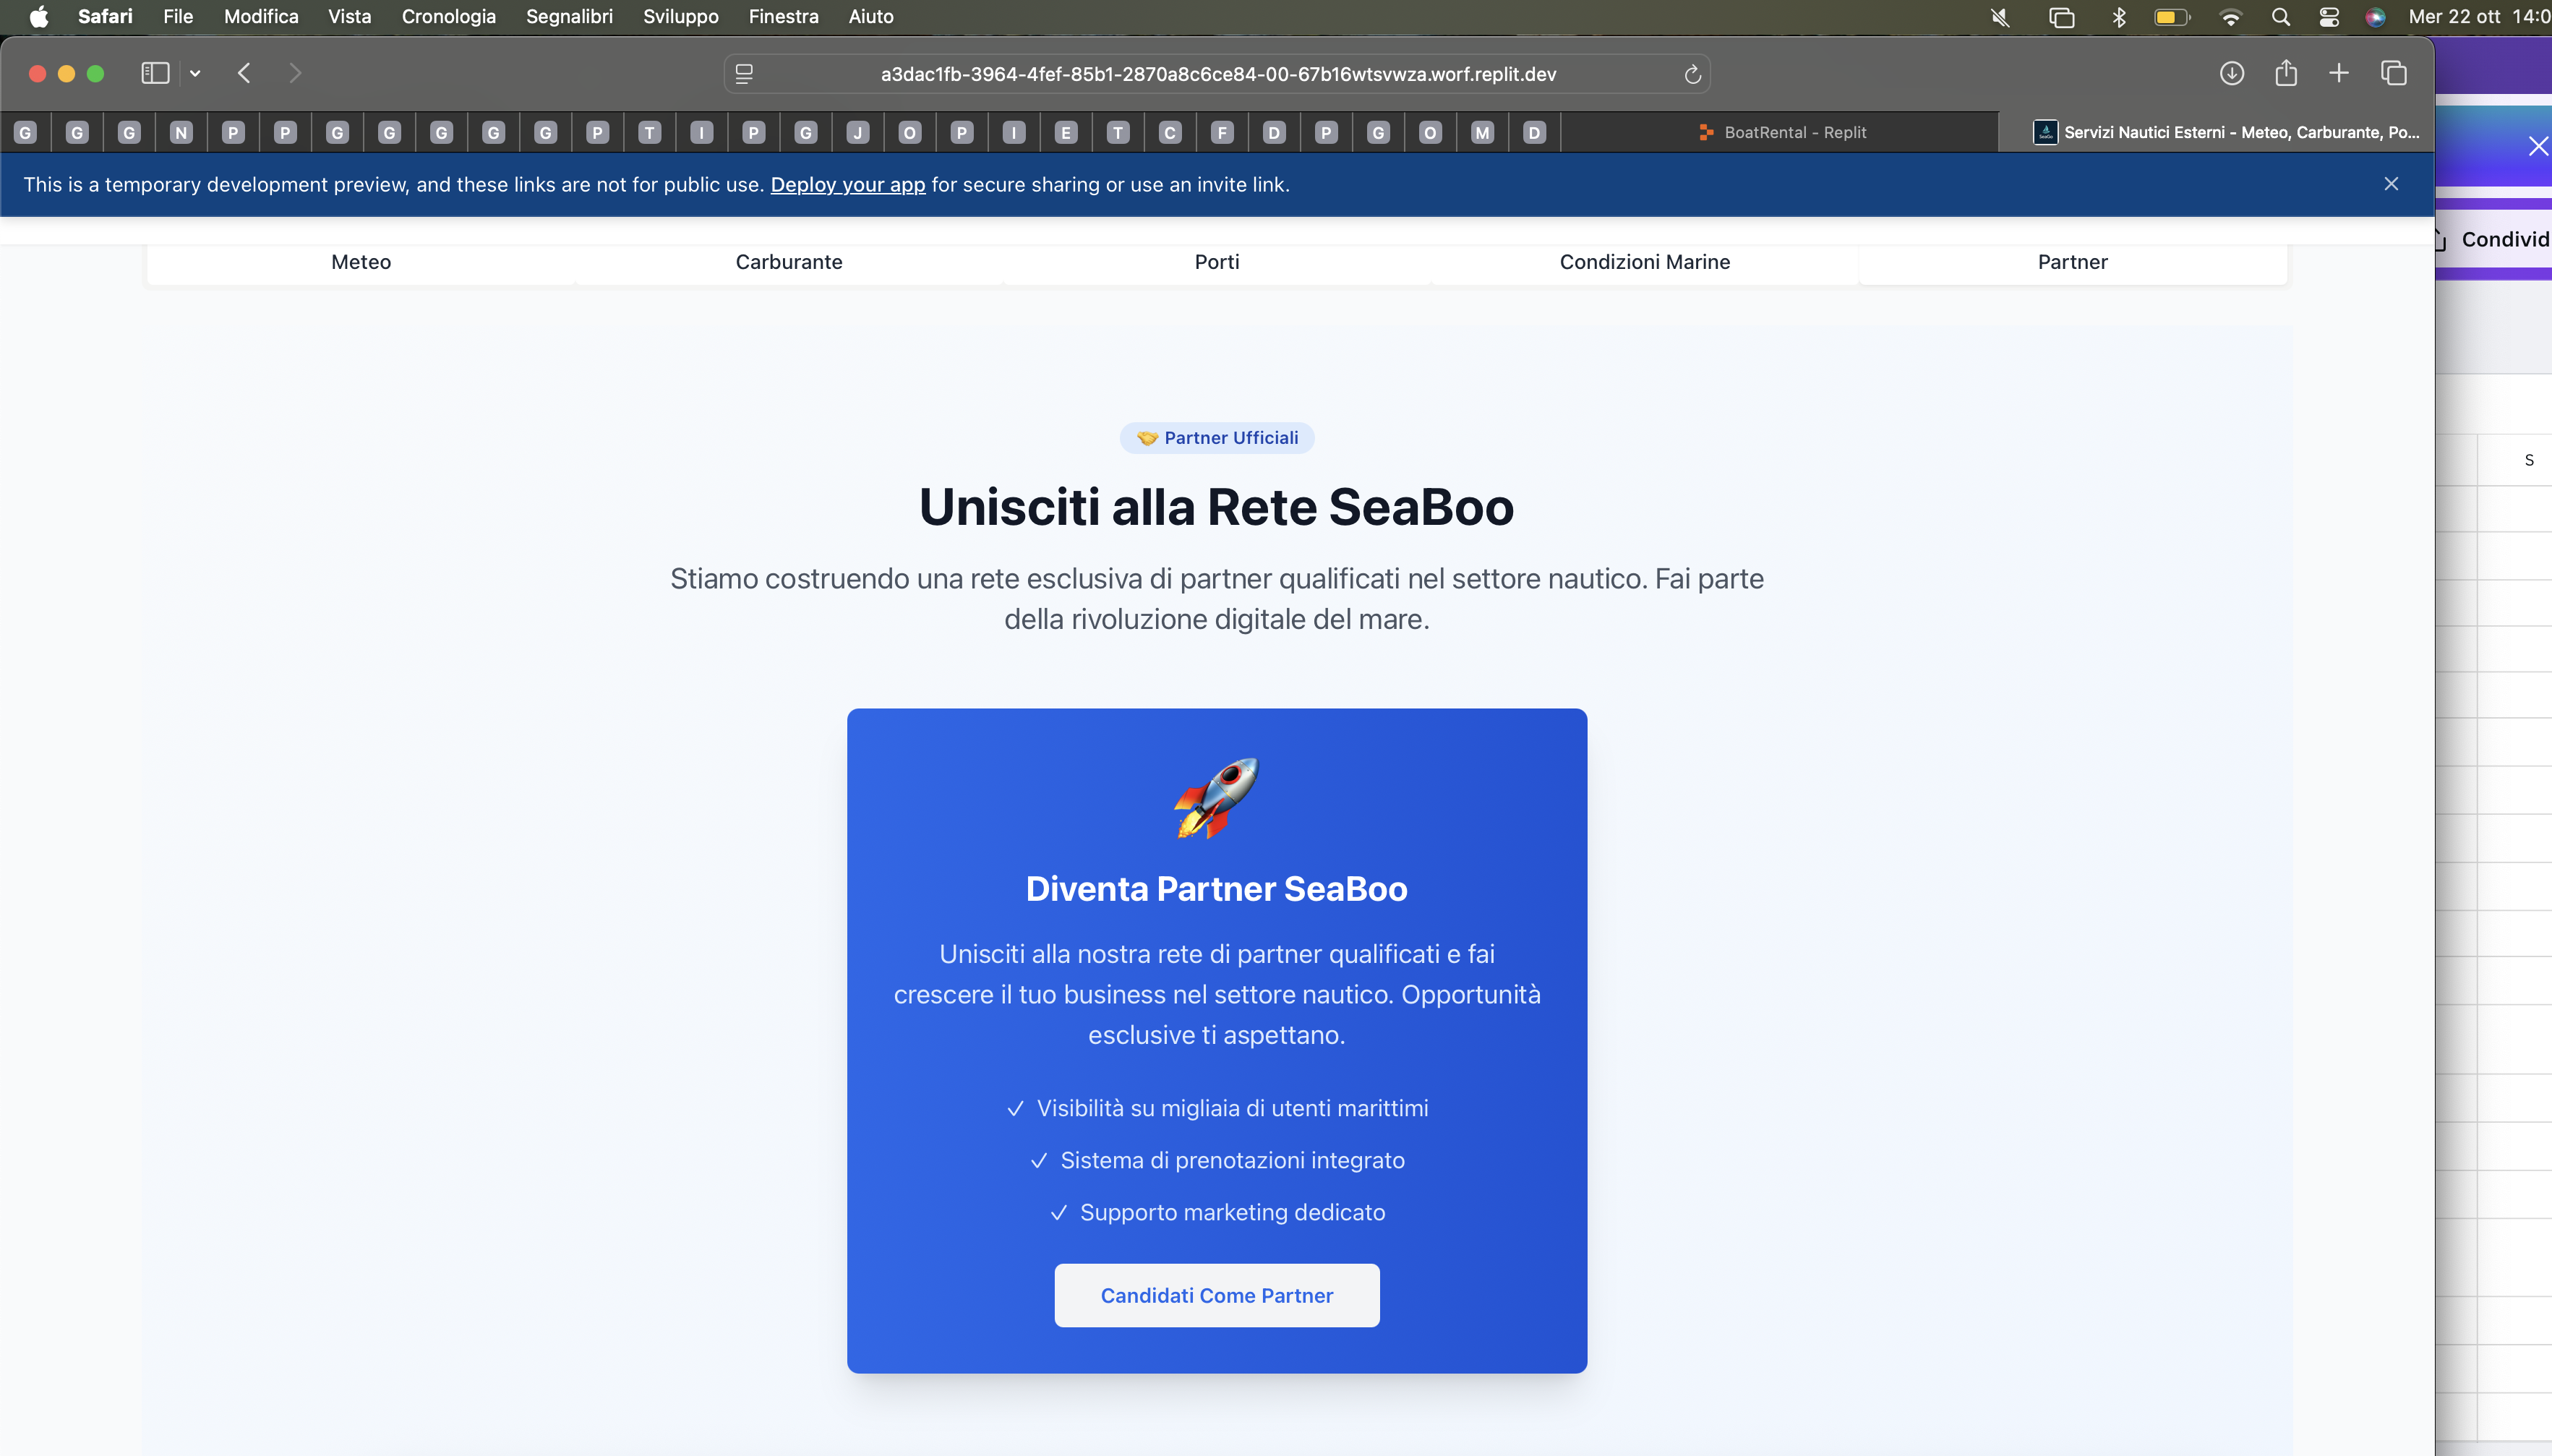 Safari File Modifica Vista Cronologia Segnalibri Sviluppo Finestra Aiuto Mer 22 ott 14:0
a3dac1fb-3964-4fef-85b1-2870a8c6ce84-00-67b16wtsvwza.worf.replit.dev
G G G N P P G G G G G P T I P G J O P I E T C F D P G O M D BoatRental - Replit Servizi Nautici Esterni - Meteo, Carburante, Po...
This is a temporary development preview, and these links are not for public use. Deploy your app for secure sharing or use an invite link.
Condivid
Meteo Carburante Porti Condizioni Marine Partner
Partner Ufficiali
S
Unisciti alla Rete SeaBoo
Stiamo costruendo una rete esclusiva di partner qualificati nel settore nautico. Fai parte
della rivoluzione digitale del mare.
Diventa Partner SeaBoo
Unisciti alla nostra rete di partner qualificati e fai
crescere il tuo business nel settore nautico. Opportunità
esclusive ti aspettano.
✓ Visibilità su migliaia di utenti marittimi
✓ Sistema di prenotazioni integrato
✓ Supporto marketing dedicato
Candidati Come Partner